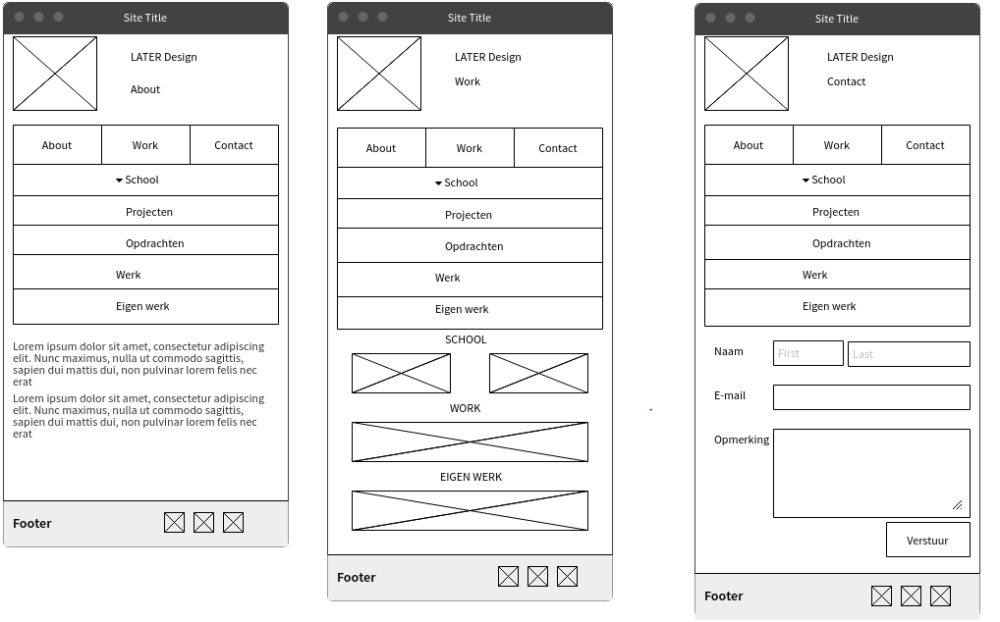 Site Title
LATER Design
About
About
Work
Contact
School
Projecten
Opdrachten
Werk
Eigen werk
Lorem ipsum dolor sit amet, consectetur adipiscing
elit. Nunc maximus, nulla ut commodo sagittis,
sapien dui mattis dui, non pulvinar lorem felis nec
erat
Lorem ipsum dolor sit amet, consectetur adipiscing
elit. Nunc maximus, nulla ut commodo sagittis,
sapien dui mattis dui, non pulvinar lorem felis nec
erat
Footer
Site Title
LATER Design
Work
About
Work
Contact
School
Projecten
Opdrachten
Werk
Eigen werk
SCHOOL
WORK
EIGEN WERK
Footer
Site Title
LATER Design
Contact
About
Work
Contact
School
Projecten
Opdrachten
Werk
Eigen werk
Naam
First
Last
E-mail
Opmerking
Verstuur
Footer